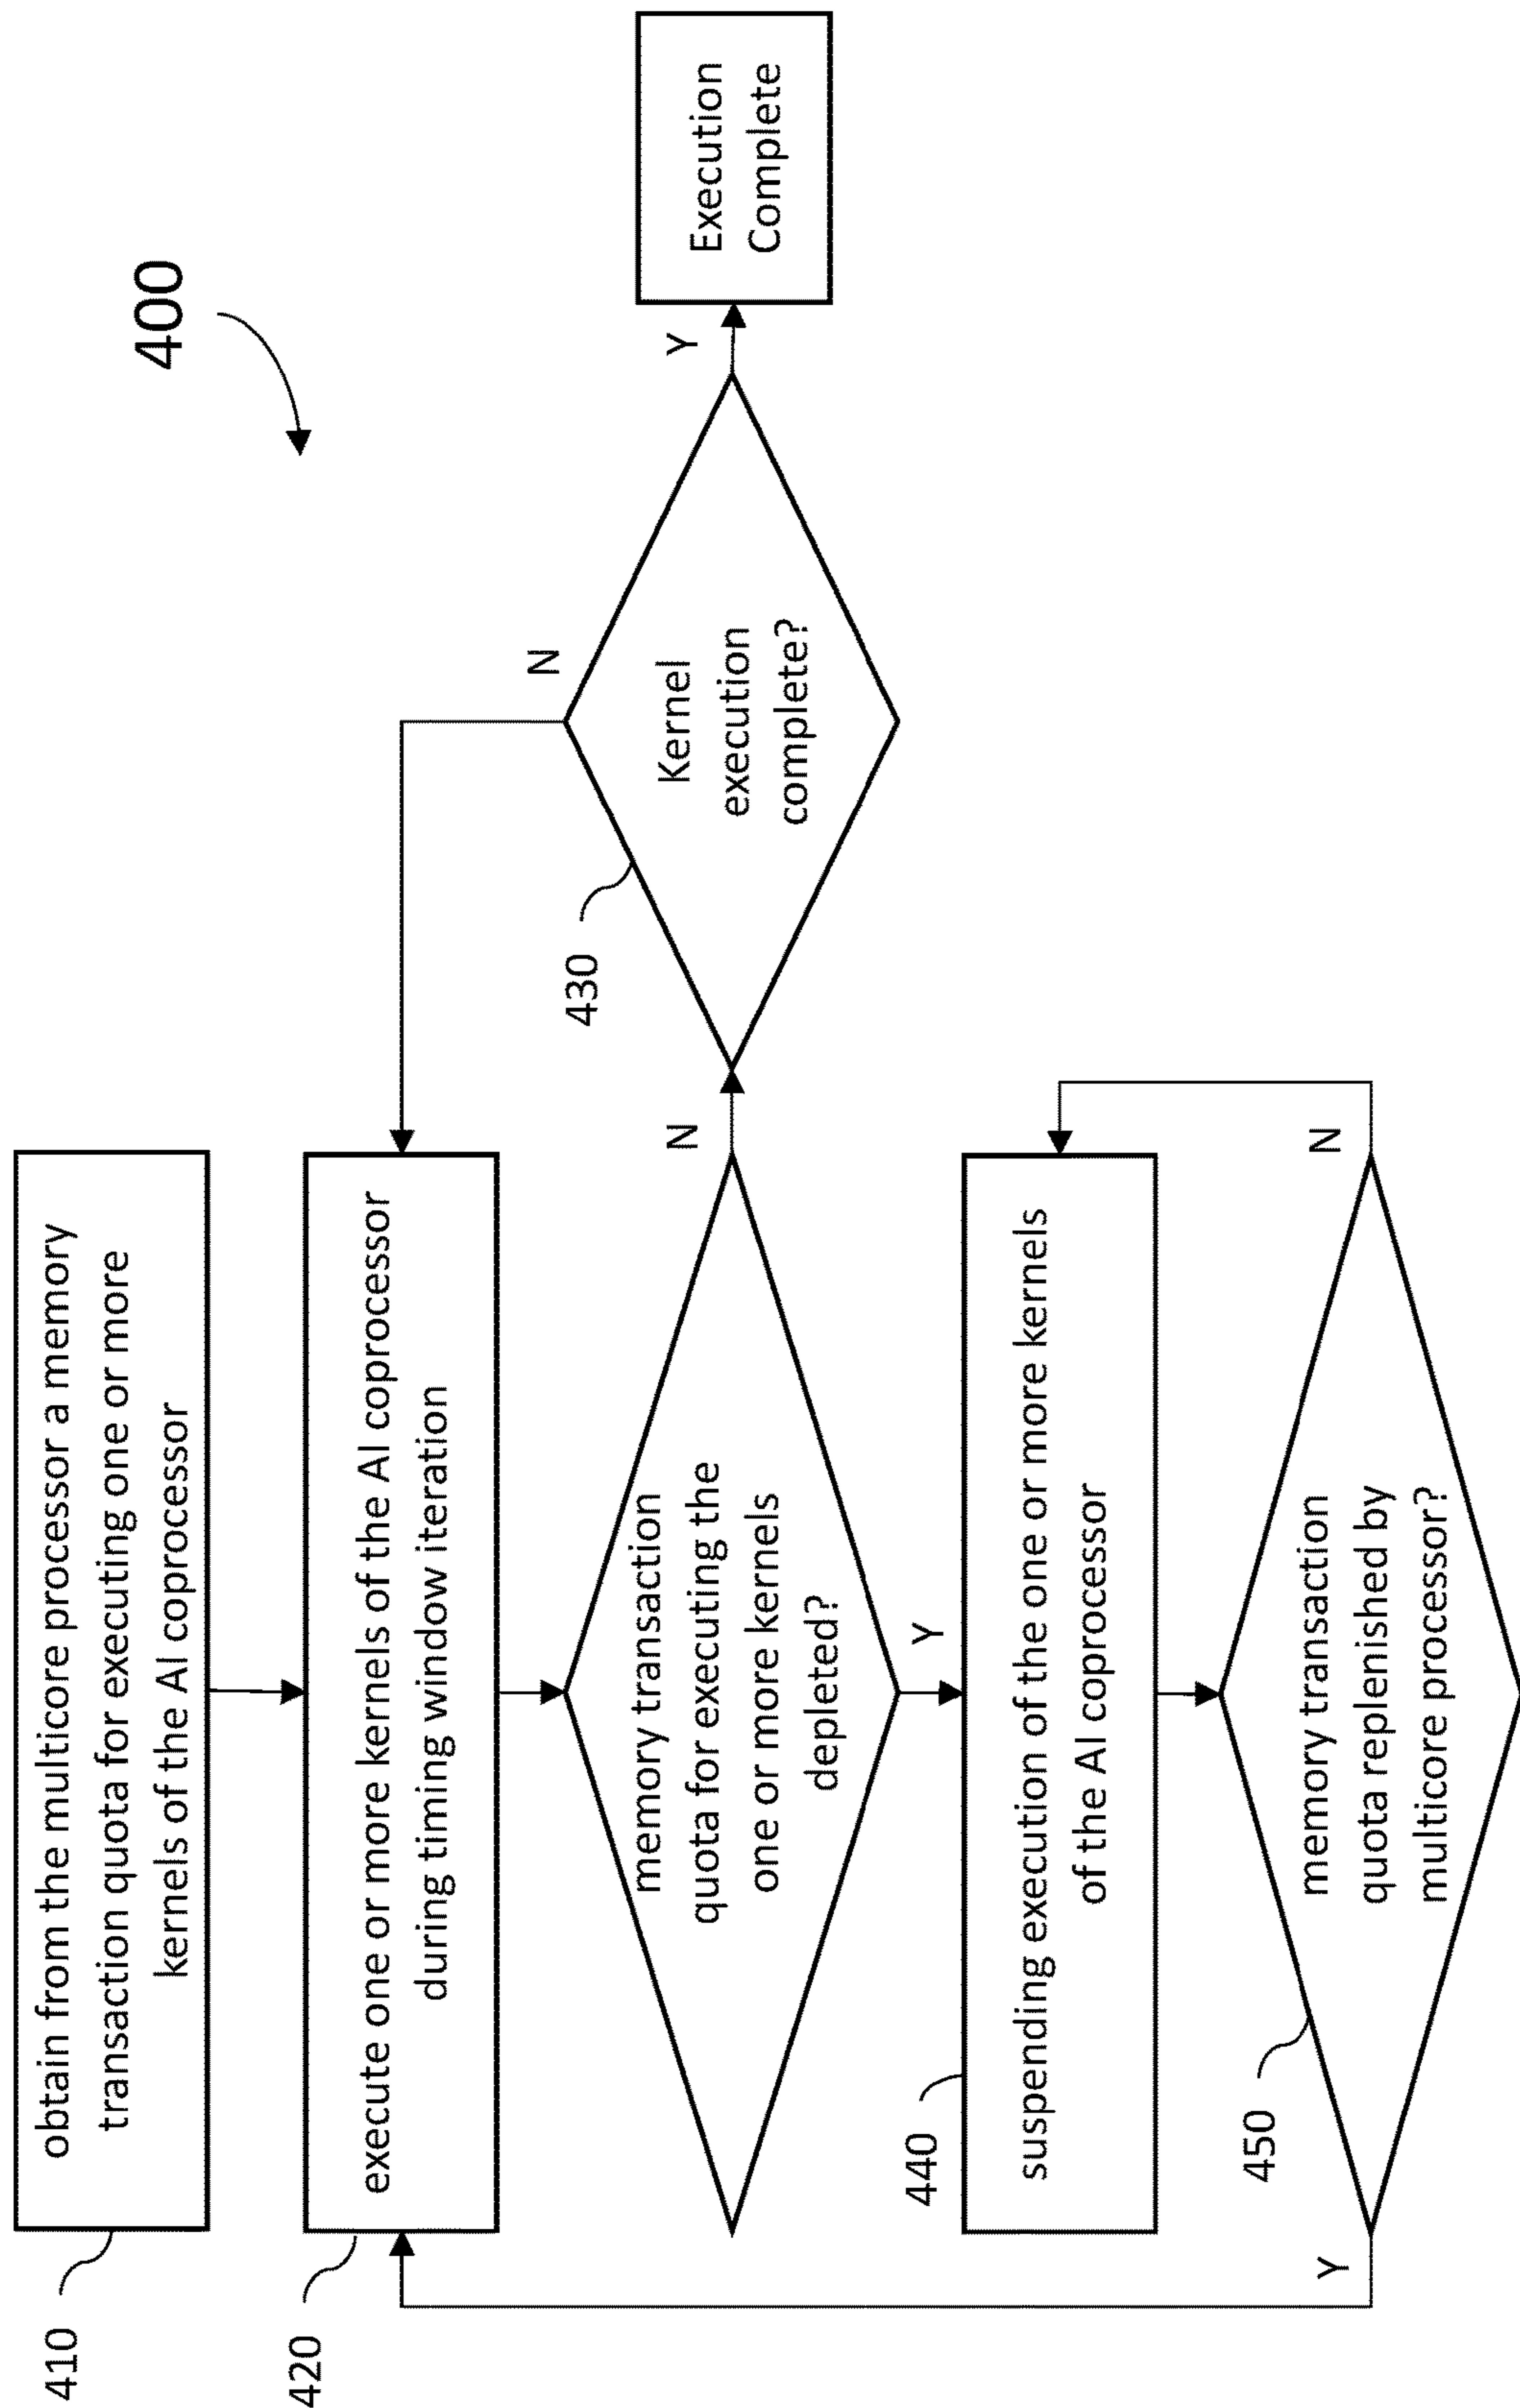 400
410
obtain from the multicore processor a memory
transaction quota for executing one or more
kernels of the AI coprocessor
420
execute one or more kernels of the AI coprocessor
during timing window iteration
memory transaction
quota for executing the
one or more kernels
depleted?
N
Y
430
Kernel
execution
complete?
N
Y
Execution
Complete
440
suspending execution of the one or more kernels
of the AI coprocessor
450
memory transaction
quota replenished by
multicore processor?
N
Y